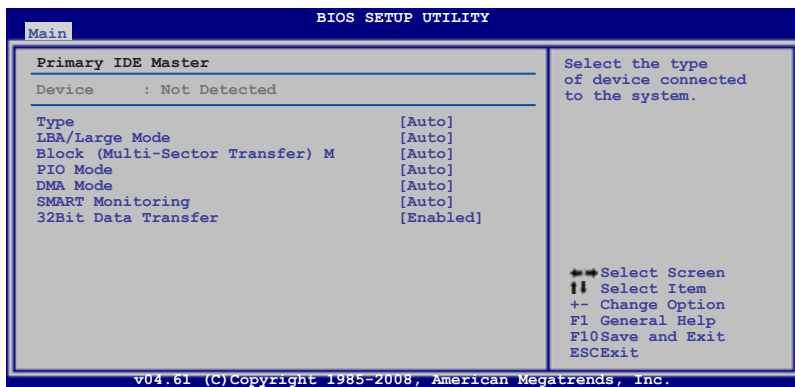 BIOS SETUP UTILITY
Main
Primary IDE Master
Device : Not Detected
Type [Auto]
LBA/Large Mode [Auto]
Block (Multi-Sector Transfer) M [Auto]
PIO Mode [Auto]
DMA Mode [Auto]
SMART Monitoring [Auto]
32Bit Data Transfer [Enabled]
Select the type
of device connected
to the system.
Select Screen
Select Item
+- Change Option
F1 General Help
F10Save and Exit
ESCExit
v04.61 (C)Copyright 1985-2008, American Megatrends, Inc.